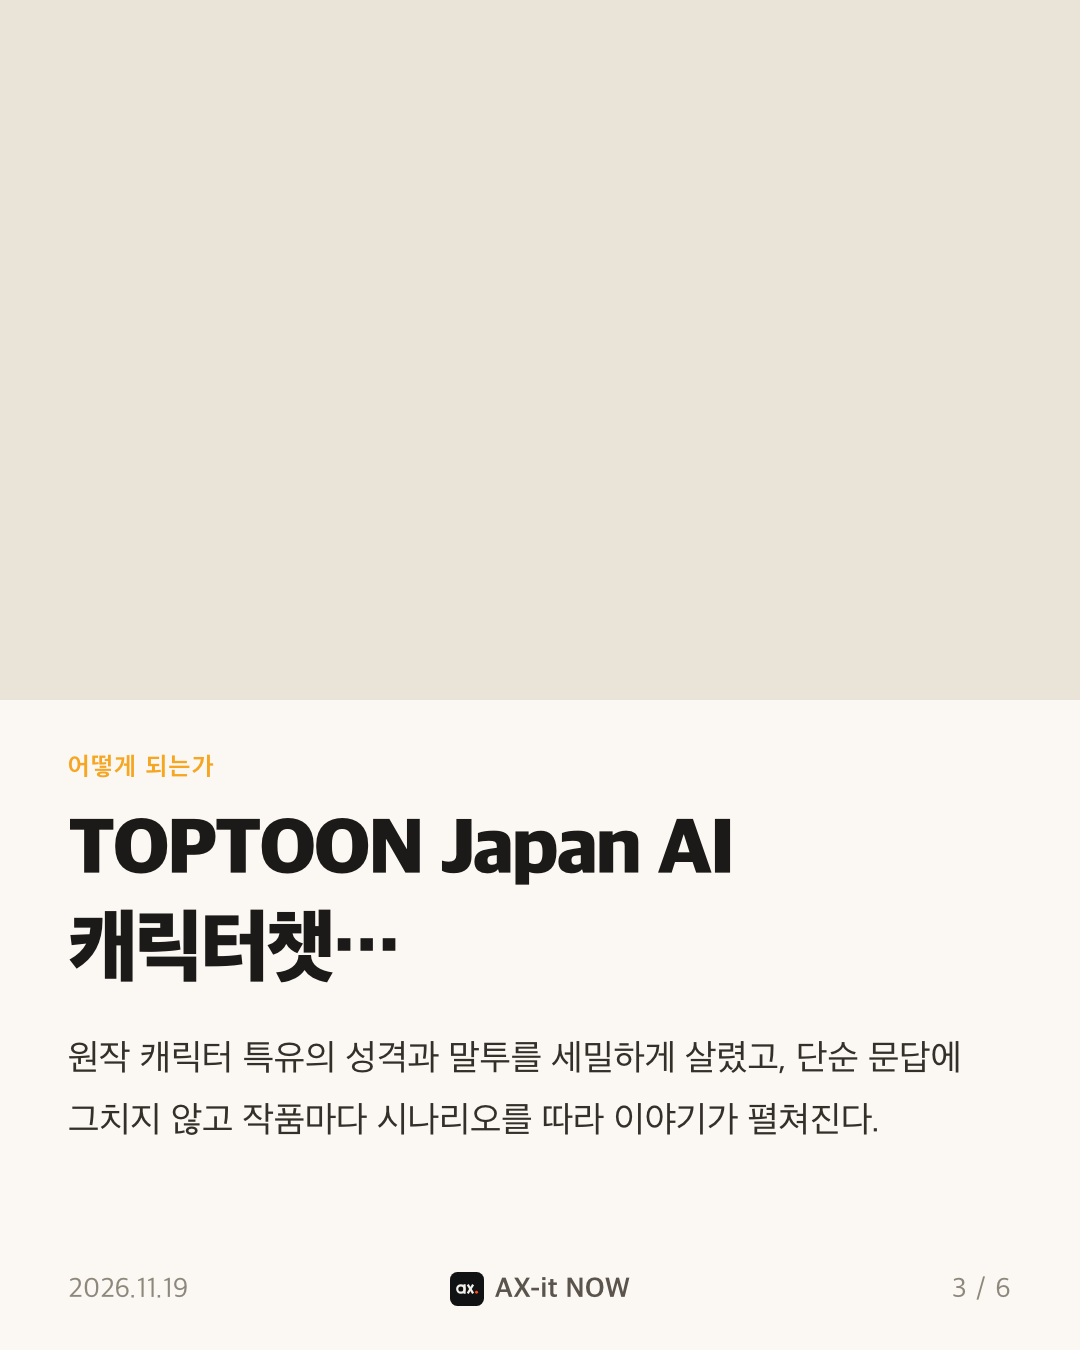 어떻게 되는가
TOPTOON Japan AI
캐릭터챗…
원작 캐릭터 특유의 성격과 말투를 세밀하게 살렸고, 단순 문답에
그치지 않고 작품마다 시나리오를 따라 이야기가 펼쳐진다.
2026.11.19
ax. AX-it NOW
3 / 6